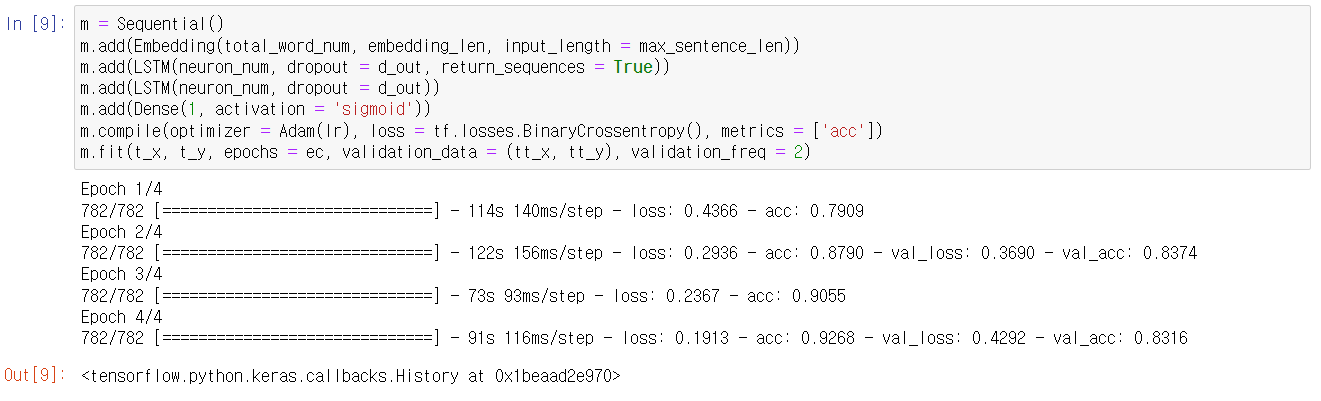 In [9]: m = Sequential()
m.add(Embedding(total_word_num, embedding_len, input_length = max_sentence_len))
m.add(LSTM(neuron_num, dropout = d_out, return_sequences = True))
m.add(LSTM(neuron_num, dropout = d_out))
m.add(Dense(1, activation = 'sigmoid'))
m.compile(optimizer = Adam(lr), loss = tf.losses.BinaryCrossentropy(), metrics = ['acc'])
m.fit(t_x, t_y, epochs = ec, validation_data = (tt_x, tt_y), validation_freq = 2)
Epoch 1/4
782/782 [==============================] - 114s 140ms/step - loss: 0.4366 - acc: 0.7909
Epoch 2/4
782/782 [==============================] - 122s 156ms/step - loss: 0.2936 - acc: 0.8790 - val_loss: 0.3690 - val_acc: 0.8374
Epoch 3/4
782/782 [==============================] - 73s 93ms/step - loss: 0.2367 - acc: 0.9055
Epoch 4/4
782/782 [==============================] - 91s 116ms/step - loss: 0.1913 - acc: 0.9268 - val_loss: 0.4292 - val_acc: 0.8316
Out[9]: <tensorflow.python.keras.callbacks.History at 0x1beaad2e970>